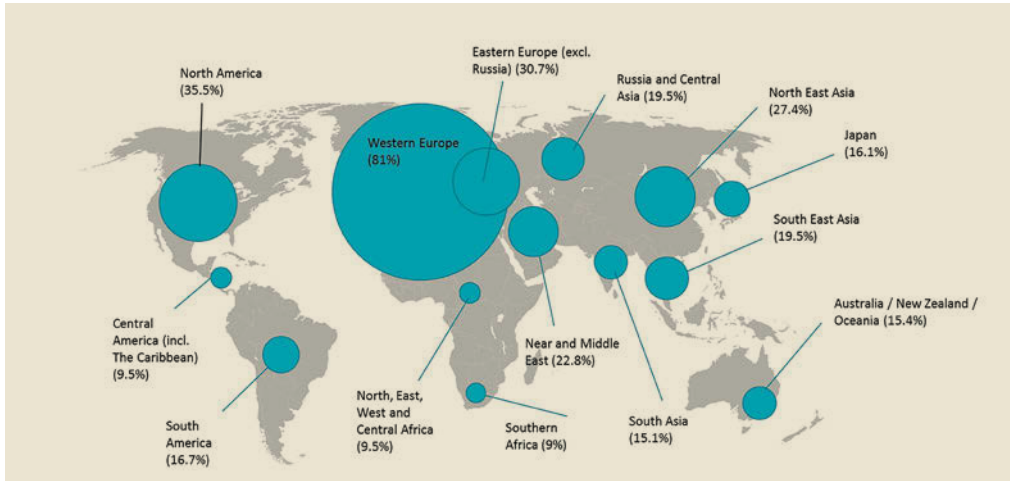 Eastern Europe (excl.
Russia) (30.7%)
North America
(35.5%)
Russia and Central
Asia (19.5%)
North East Asia
(27.4%)
Western Europe
(81%)
Japan
(16.1%)
South East Asia
(19.5%)
Australia / New Zealand /
Oceania (15.4%)
Central
America (incl.
The Caribbean)
(9.5%)
Near and Middle
East (22.8%)
North, East,
West and
Central Africa
(9.5%)
South
America
(16.7%)
Southern
Africa (9%)
South Asia
(15.1%)